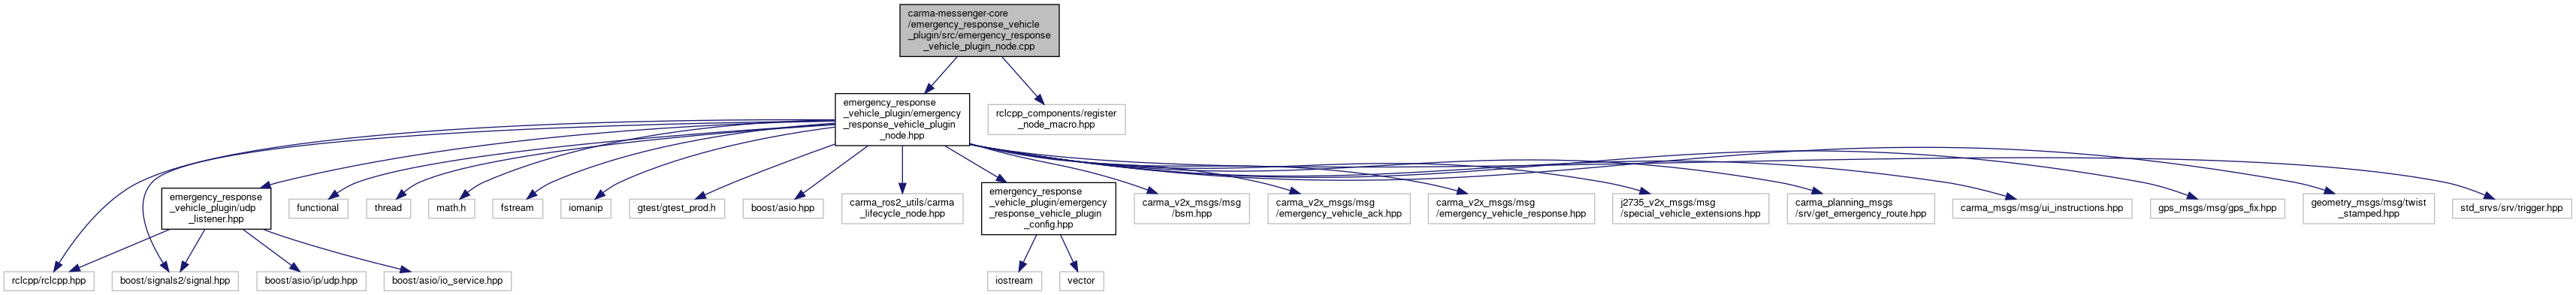 carma-messenger-core
/emergency_response_vehicle
_plugin/src/emergency_response
_vehicle_plugin_node.cpp
emergency_response
_vehicle_plugin/emergency
_response_vehicle_plugin
_node.hpp
rclcpp_components/register
_node_macro.hpp
emergency_response
_vehicle_plugin/udp
_listener.hpp
functional
thread
math.h
fstream
iomanip
gtest/gtest_prod.h
boost/asio.hpp
carma_ros2_utils/carma
_lifecycle_node.hpp
emergency_response
_vehicle_plugin/emergency
_response_vehicle_plugin
_config.hpp
carma_v2x_msgs/msg
/bsm.hpp
carma_v2x_msgs/msg
/emergency_vehicle_ack.hpp
carma_v2x_msgs/msg
/emergency_vehicle_response.hpp
j2735_v2x_msgs/msg
/special_vehicle_extensions.hpp
carma_planning_msgs
/srv/get_emergency_route.hpp
carma_msgs/msg/ui_instructions.hpp
gps_msgs/msg/gps_fix.hpp
geometry_msgs/msg/twist
_stamped.hpp
std_srvs/srv/trigger.hpp
rclcpp/rclcpp.hpp
boost/signals2/signal.hpp
boost/asio/ip/udp.hpp
boost/asio/io_service.hpp
iostream
vector